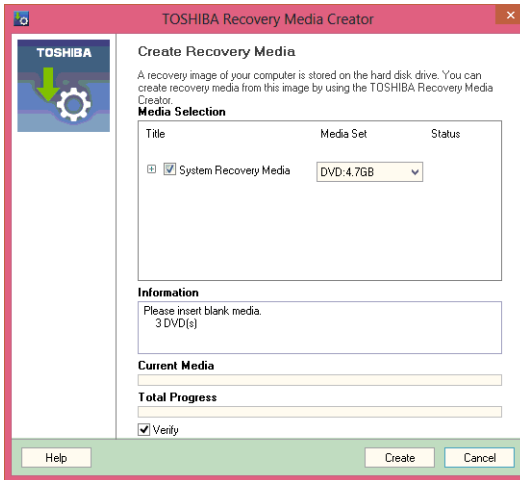 TOSHIBA Recovery Media Creator
TOSHIBA
Create Recovery Media
A recovery image of your computer is stored on the hard disk drive. You can
create recovery media from this image by using the TOSHIBA Recovery Media
Creator.
Media Selection
Title Media Set Status
System Recovery Media DVD:4.7GB
Information
Please insert blank media.
3 DVD(s)
Current Media
Total Progress
Verify
Help Create Cancel